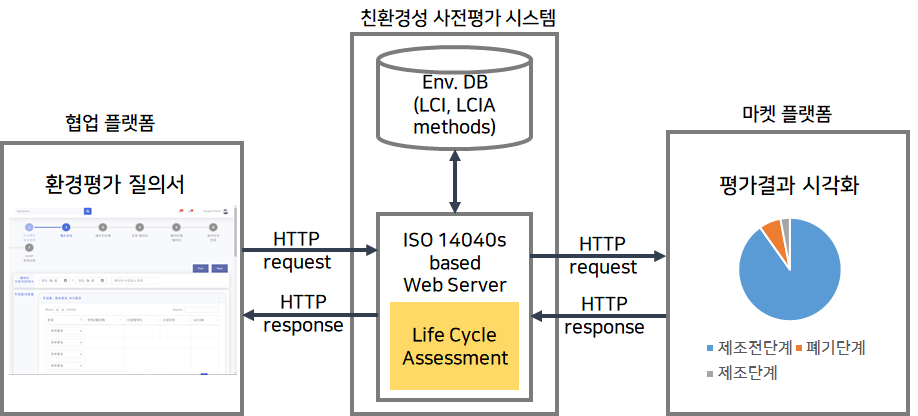 친환경성 사전평가 시스템
Env. DB
(LCI, LCIA
methods)
협업 플랫폼
환경평가 질의서
HTTP
request
HTTP
response
ISO 14040s
based
Web Server
Life Cycle
Assessment
HTTP
request
HTTP
response
마켓 플랫폼
평가결과 시각화
제조전단계 폐기단계
제조단계